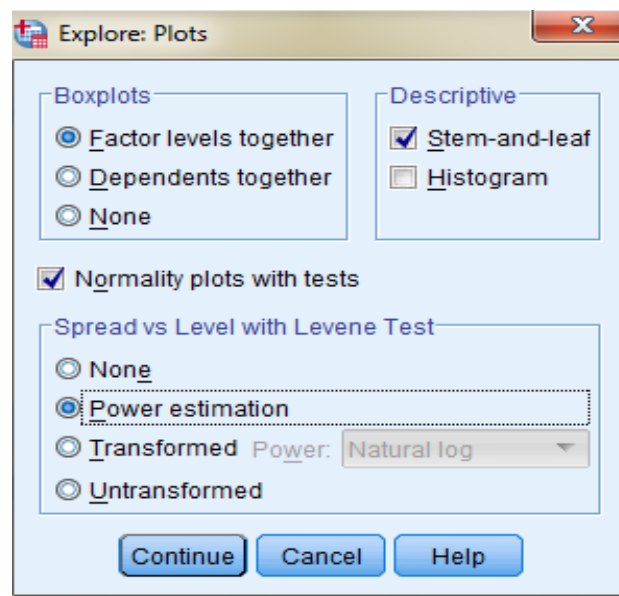 Explore: Plots
Boxplots
Factor levels together
Dependents together
None
Descriptive
Stem-and-leaf
Histogram
Normality plots with tests
Spread vs Level with Levene Test
None
Power estimation
Transformed Power: Natural log
Untransformed
Continue Cancel Help